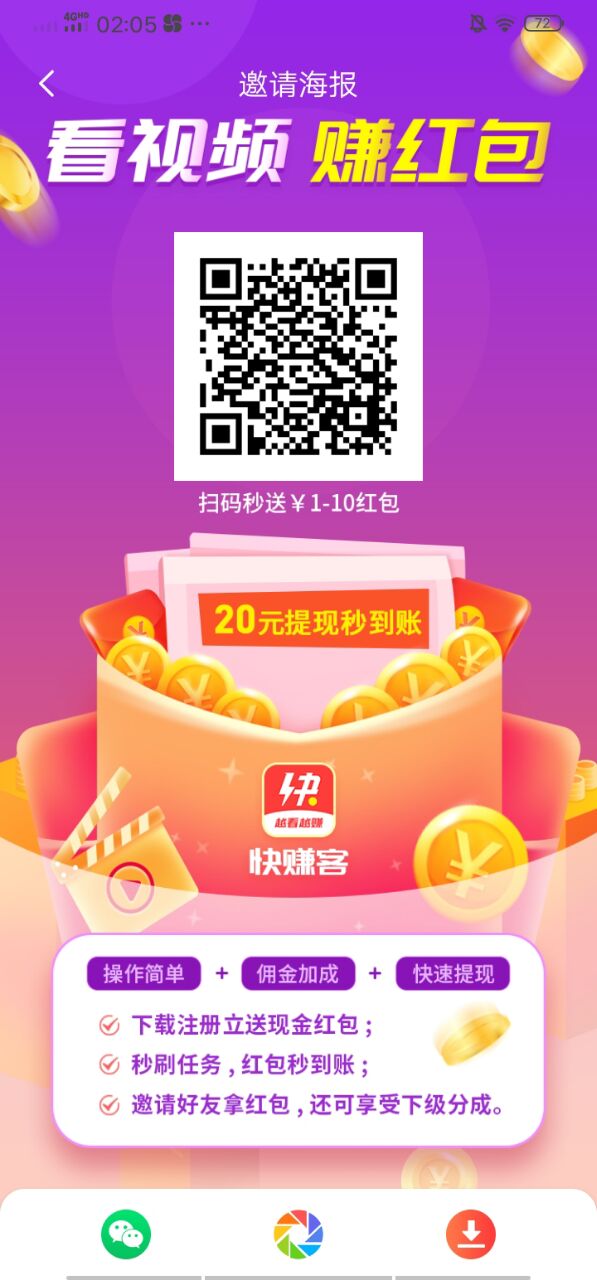 4GHD 02:05 ··· 72
邀请海报
看视频 赚红包
扫码秒送￥1-10红包
20元提现秒到账
快
越看越赚
快赚客
操作简单 + 佣金加成 + 快速提现
下载注册立送现金红包；
秒刷任务，红包秒到账；
邀请好友拿红包，还可享受下级分成。